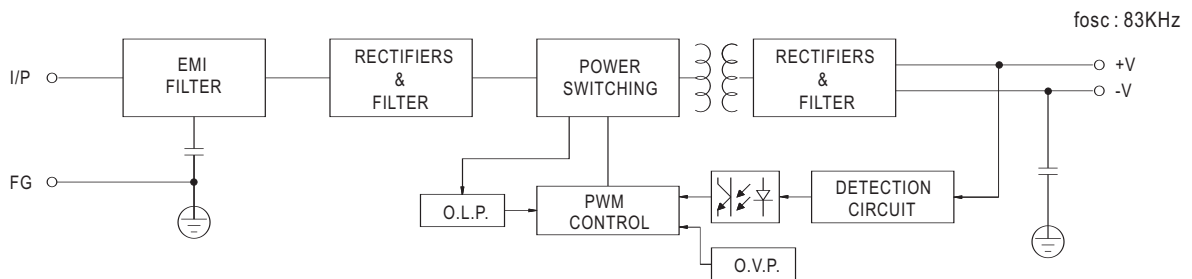 fosc : 83KHz
I/P
EMI
FILTER
RECTIFIERS
&
FILTER
POWER
SWITCHING
RECTIFIERS
&
FILTER
+V
-V
FG
O.L.P.
PWM
CONTROL
DETECTION
CIRCUIT
O.V.P.